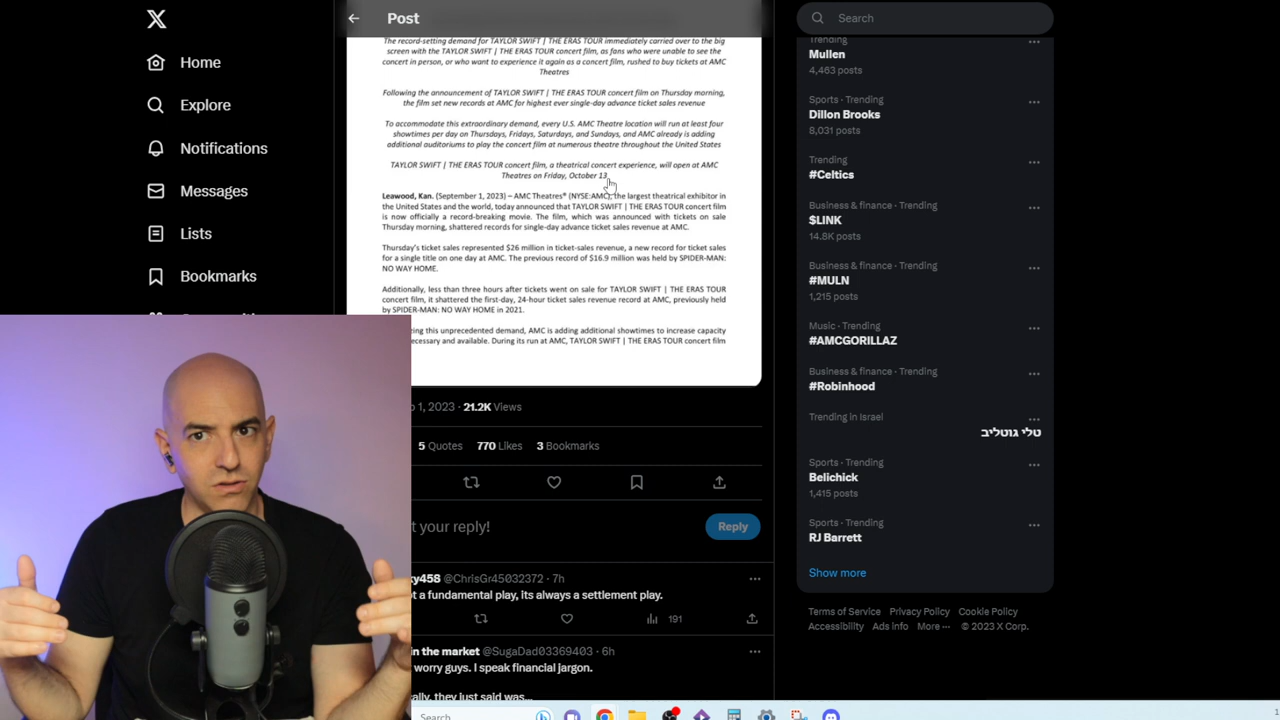 Post
Search
Home
Explore
Notifications
Messages
Lists
Bookmarks
The record-setting demand for TAYLOR SWIFT | THE ERAS TOUR immediately carried over to the big
screen with the TAYLOR SWIFT | THE ERAS TOUR concert film, as fans who were unable to see the
concert in person, or who want to experience it again as a concert film, rushed to buy tickets at AMC
Theatres
Following the announcement of TAYLOR SWIFT | THE ERAS TOUR concert film on Thursday morning,
the film set new records at AMC for highest ever single-day advance ticket sales revenue
To accommodate this extraordinary demand, every U.S. AMC Theatre location will run at least four
showtimes per day on Thursdays, Fridays, Saturdays, and Sundays, and AMC already is adding
additional auditoriums to play the concert film at numerous theatre throughout the United States
TAYLOR SWIFT | THE ERAS TOUR concert film, a theatrical concert experience, will open at AMC
Theatres on Friday, October 13
Leawood, Kan. (September 1, 2023) – AMC Theatres® (NYSE:AMC), the largest theatrical exhibitor in
the United States and the world, today announced that TAYLOR SWIFT | THE ERAS TOUR concert film
is now officially a record-breaking movie. The film, which was announced with tickets on sale
Thursday morning, shattered records for single-day advance ticket sales revenue at AMC.
Thursday's ticket sales represented $26 million in ticket-sales revenue, a new record for ticket sales
for a single title on one day at AMC. The previous record of $16.9 million was held by SPIDER-MAN:
NO WAY HOME.
Additionally, less than three hours after tickets went on sale for TAYLOR SWIFT | THE ERAS TOUR
concert film, it shattered the first-day, 24-hour ticket sales revenue record at AMC, previously held
by SPIDER-MAN: NO WAY HOME in 2021.
zing this unprecedented demand, AMC is adding additional showtimes to increase capacity
ecessary and available. During its run at AMC, TAYLOR SWIFT | THE ERAS TOUR concert film
1, 2023 · 21.2K Views
5 Quotes 770 Likes 3 Bookmarks
t your reply!
Reply
ky458 @ChrisGr45032372 · 7h
t a fundamental play, its always a settlement play.
191
in the market @SugaDad03369403 · 6h
worry guys. I speak financial jargon.
cally, they just said was...
Trending
Mullen
4,463 posts
Sports · Trending
Dillon Brooks
8,031 posts
Trending
#Celtics
Business & finance · Trending
$LINK
14.8K posts
Business & finance · Trending
#MULN
1,215 posts
Music · Trending
#AMCGORILLAZ
Business & finance · Trending
#Robinhood
Trending in Israel
טלי גוטליב
Sports · Trending
Belichick
1,415 posts
Sports · Trending
RJ Barrett
Show more
Terms of Service Privacy Policy Cookie Policy
Accessibility Ads info More ··· © 2023 X Corp.
Search